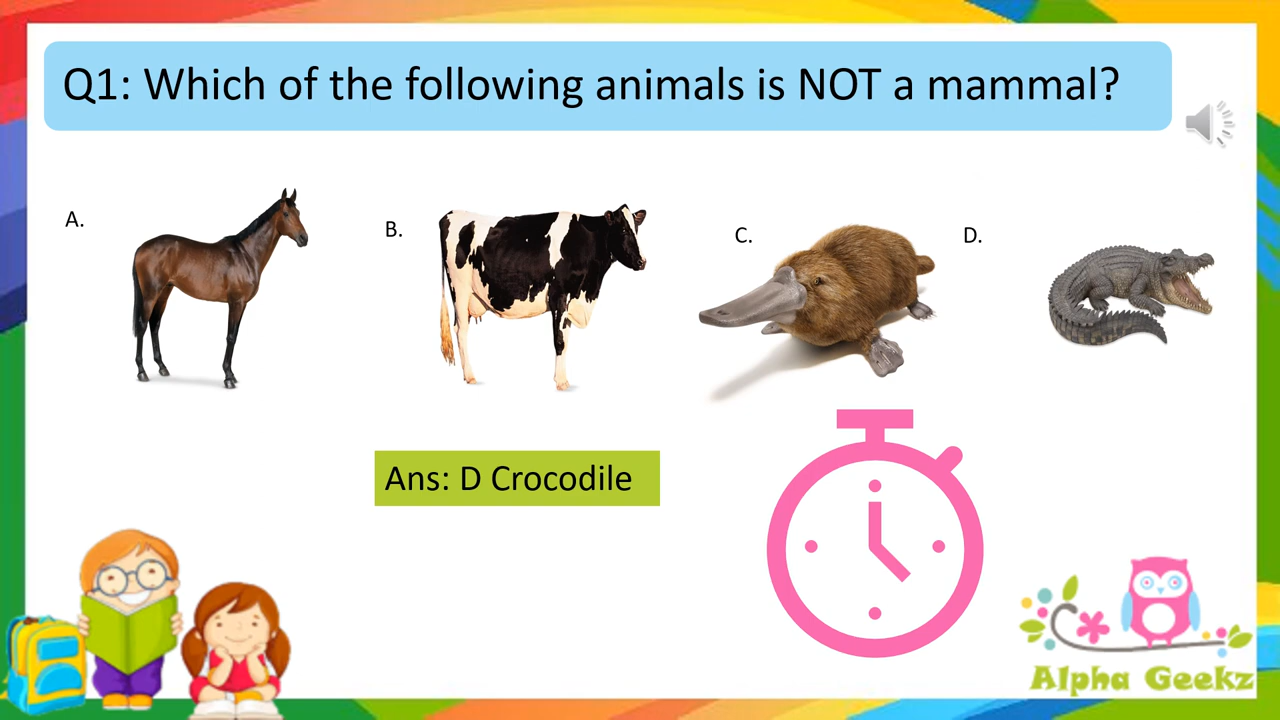 Q1: Which of the following animals is NOT a mammal?
A.
B.
C.
D.
Ans: D Crocodile
Alpha Geekz